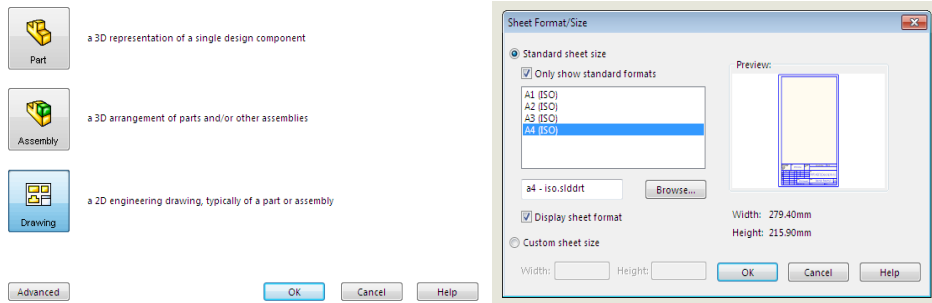 Part
a 3D representation of a single design component
Assembly
a 3D arrangement of parts and/or other assemblies
Drawing
a 2D engineering drawing, typically of a part or assembly
Advanced
OK
Cancel
Help
Sheet Format/Size
Standard sheet size
Only show standard formats
A1 (ISO)
A2 (ISO)
A3 (ISO)
A4 (ISO)
a4 - iso.slddrt
Browse...
Display sheet format
Custom sheet size
Width:
Height:
Preview:
Width: 279.40mm
Height: 215.90mm
OK
Cancel
Help